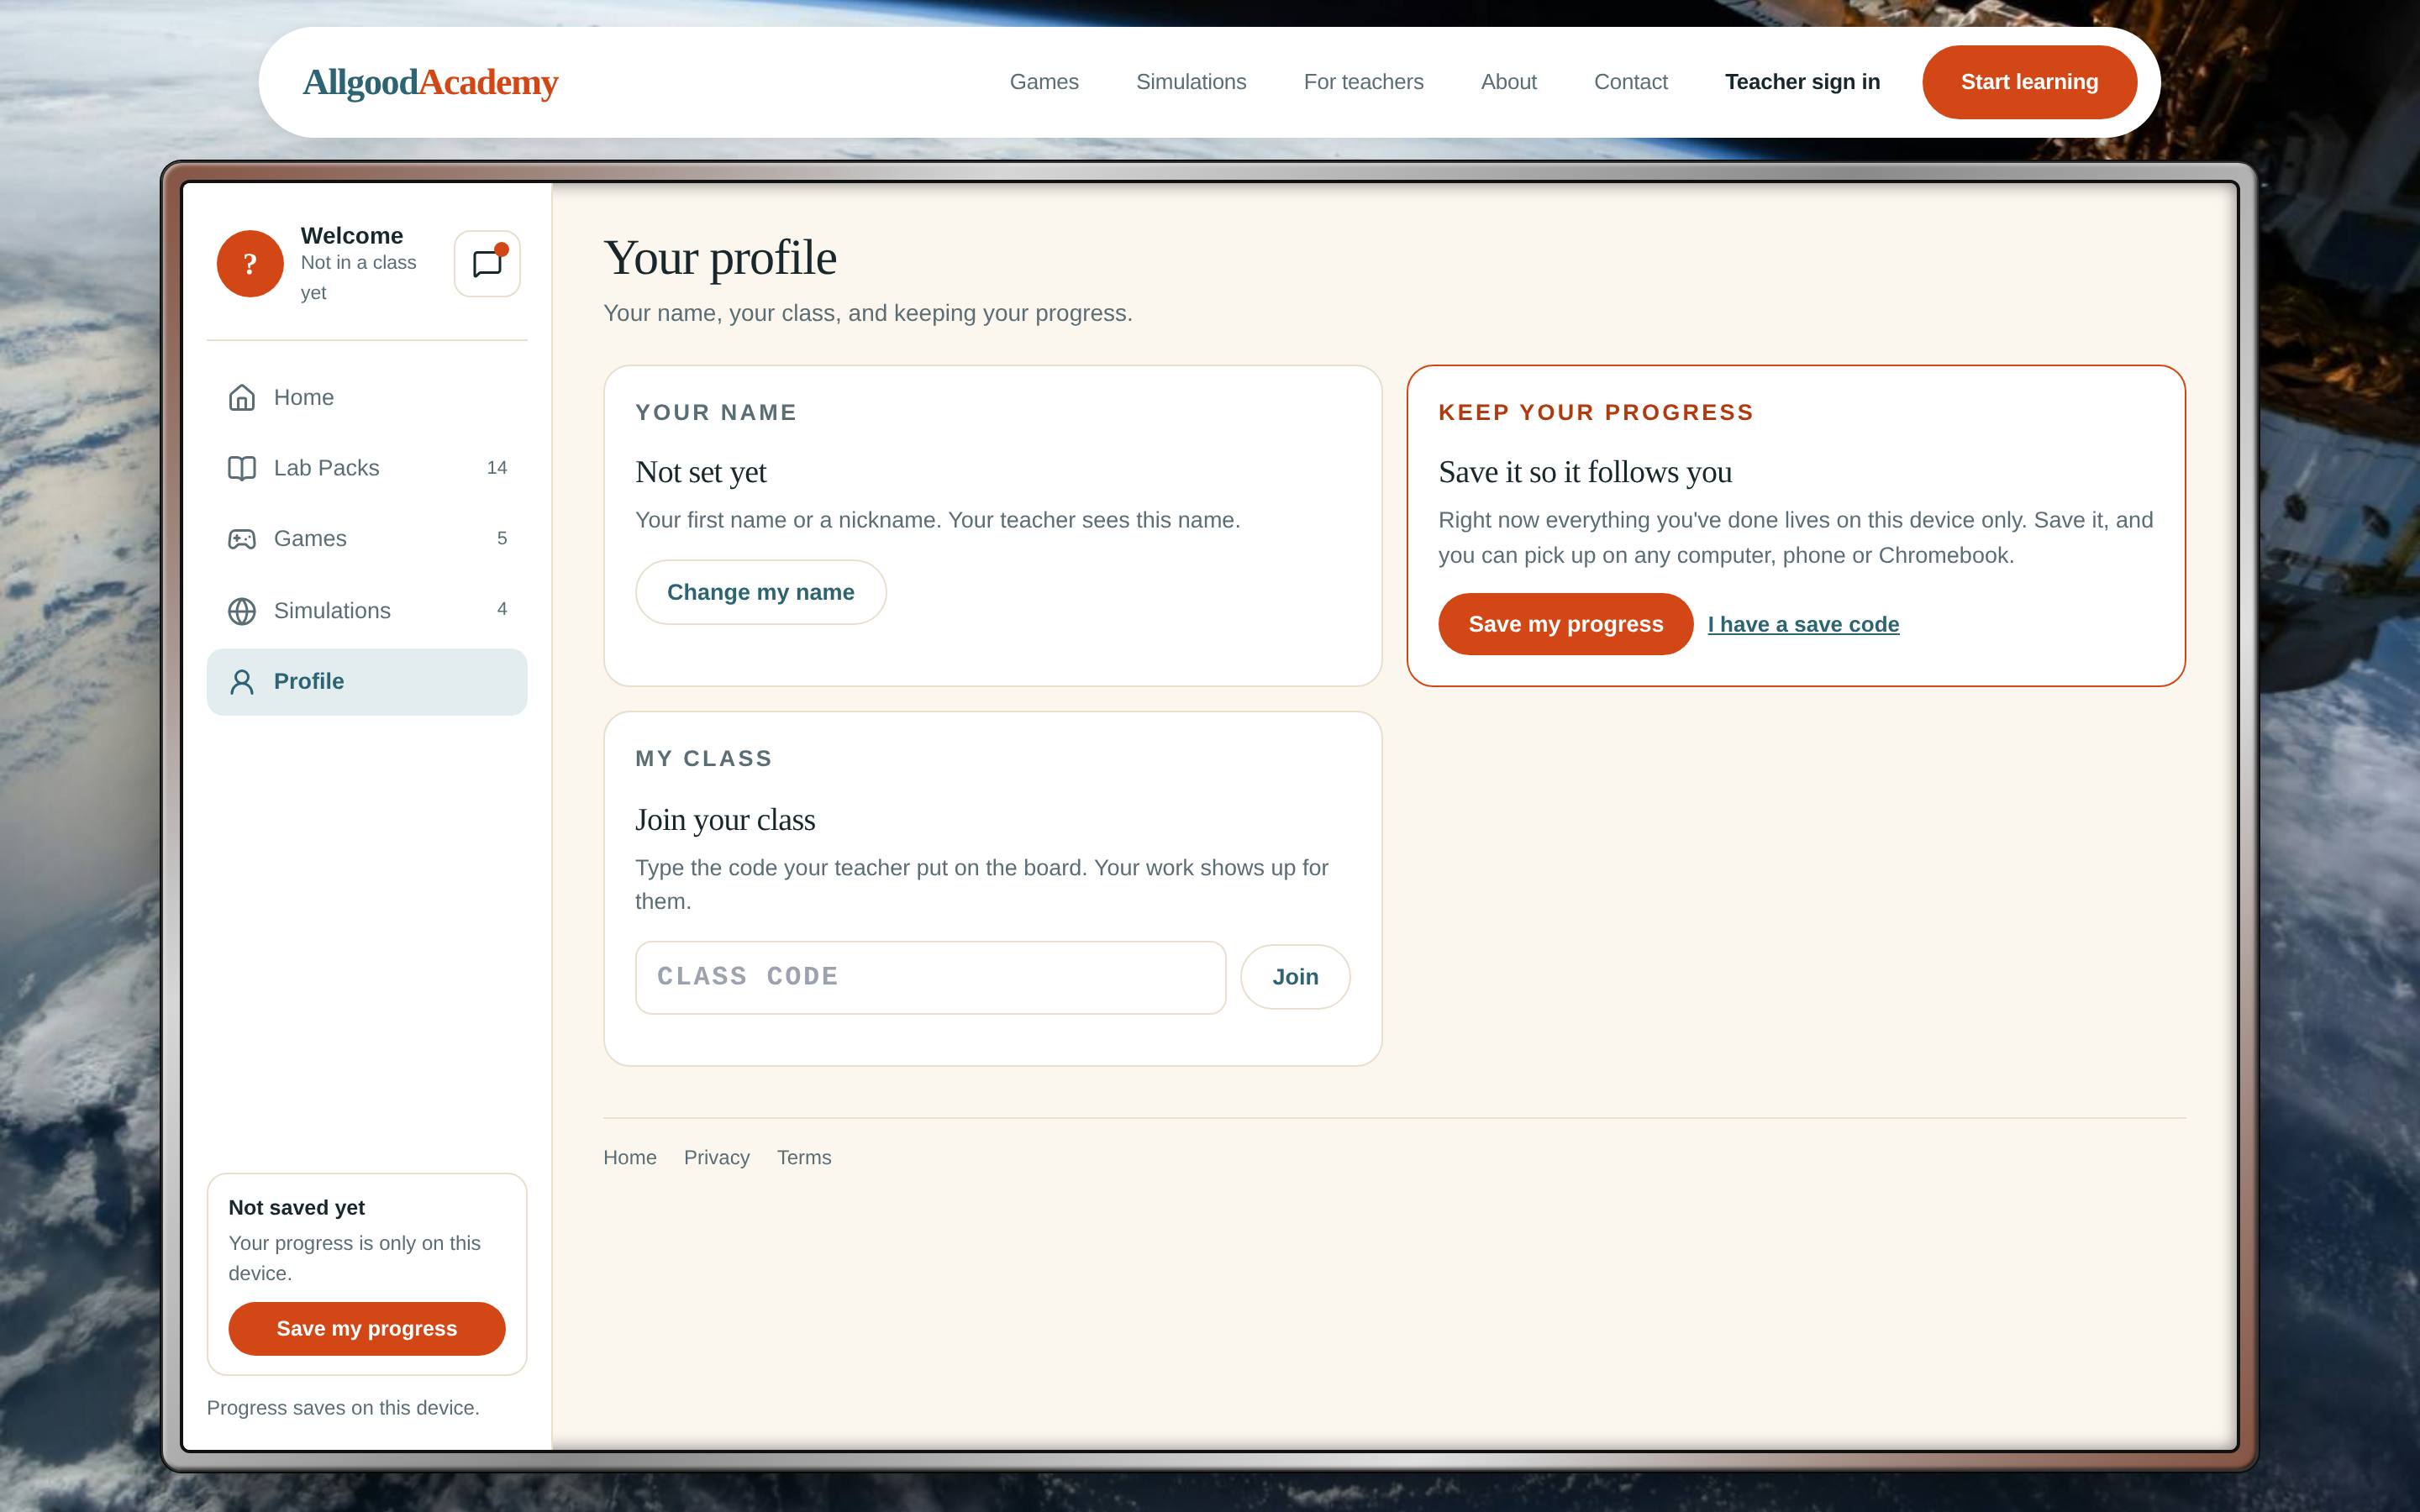 AllgoodAcademy
Games
Simulations
For teachers
About
Contact
Teacher sign in
Start learning
?
Welcome
Not in a class
yet
Home
Lab Packs
14
Games
5
Simulations
4
Profile
Not saved yet
Your progress is only on this
device.
Save my progress
Progress saves on this device.
Your profile
Your name, your class, and keeping your progress.
YOUR NAME
Not set yet
Your first name or a nickname. Your teacher sees this name.
Change my name
KEEP YOUR PROGRESS
Save it so it follows you
Right now everything you've done lives on this device only. Save it, and
you can pick up on any computer, phone or Chromebook.
Save my progress
I have a save code
MY CLASS
Join your class
Type the code your teacher put on the board. Your work shows up for
them.
CLASS CODE
Join
Home
Privacy
Terms